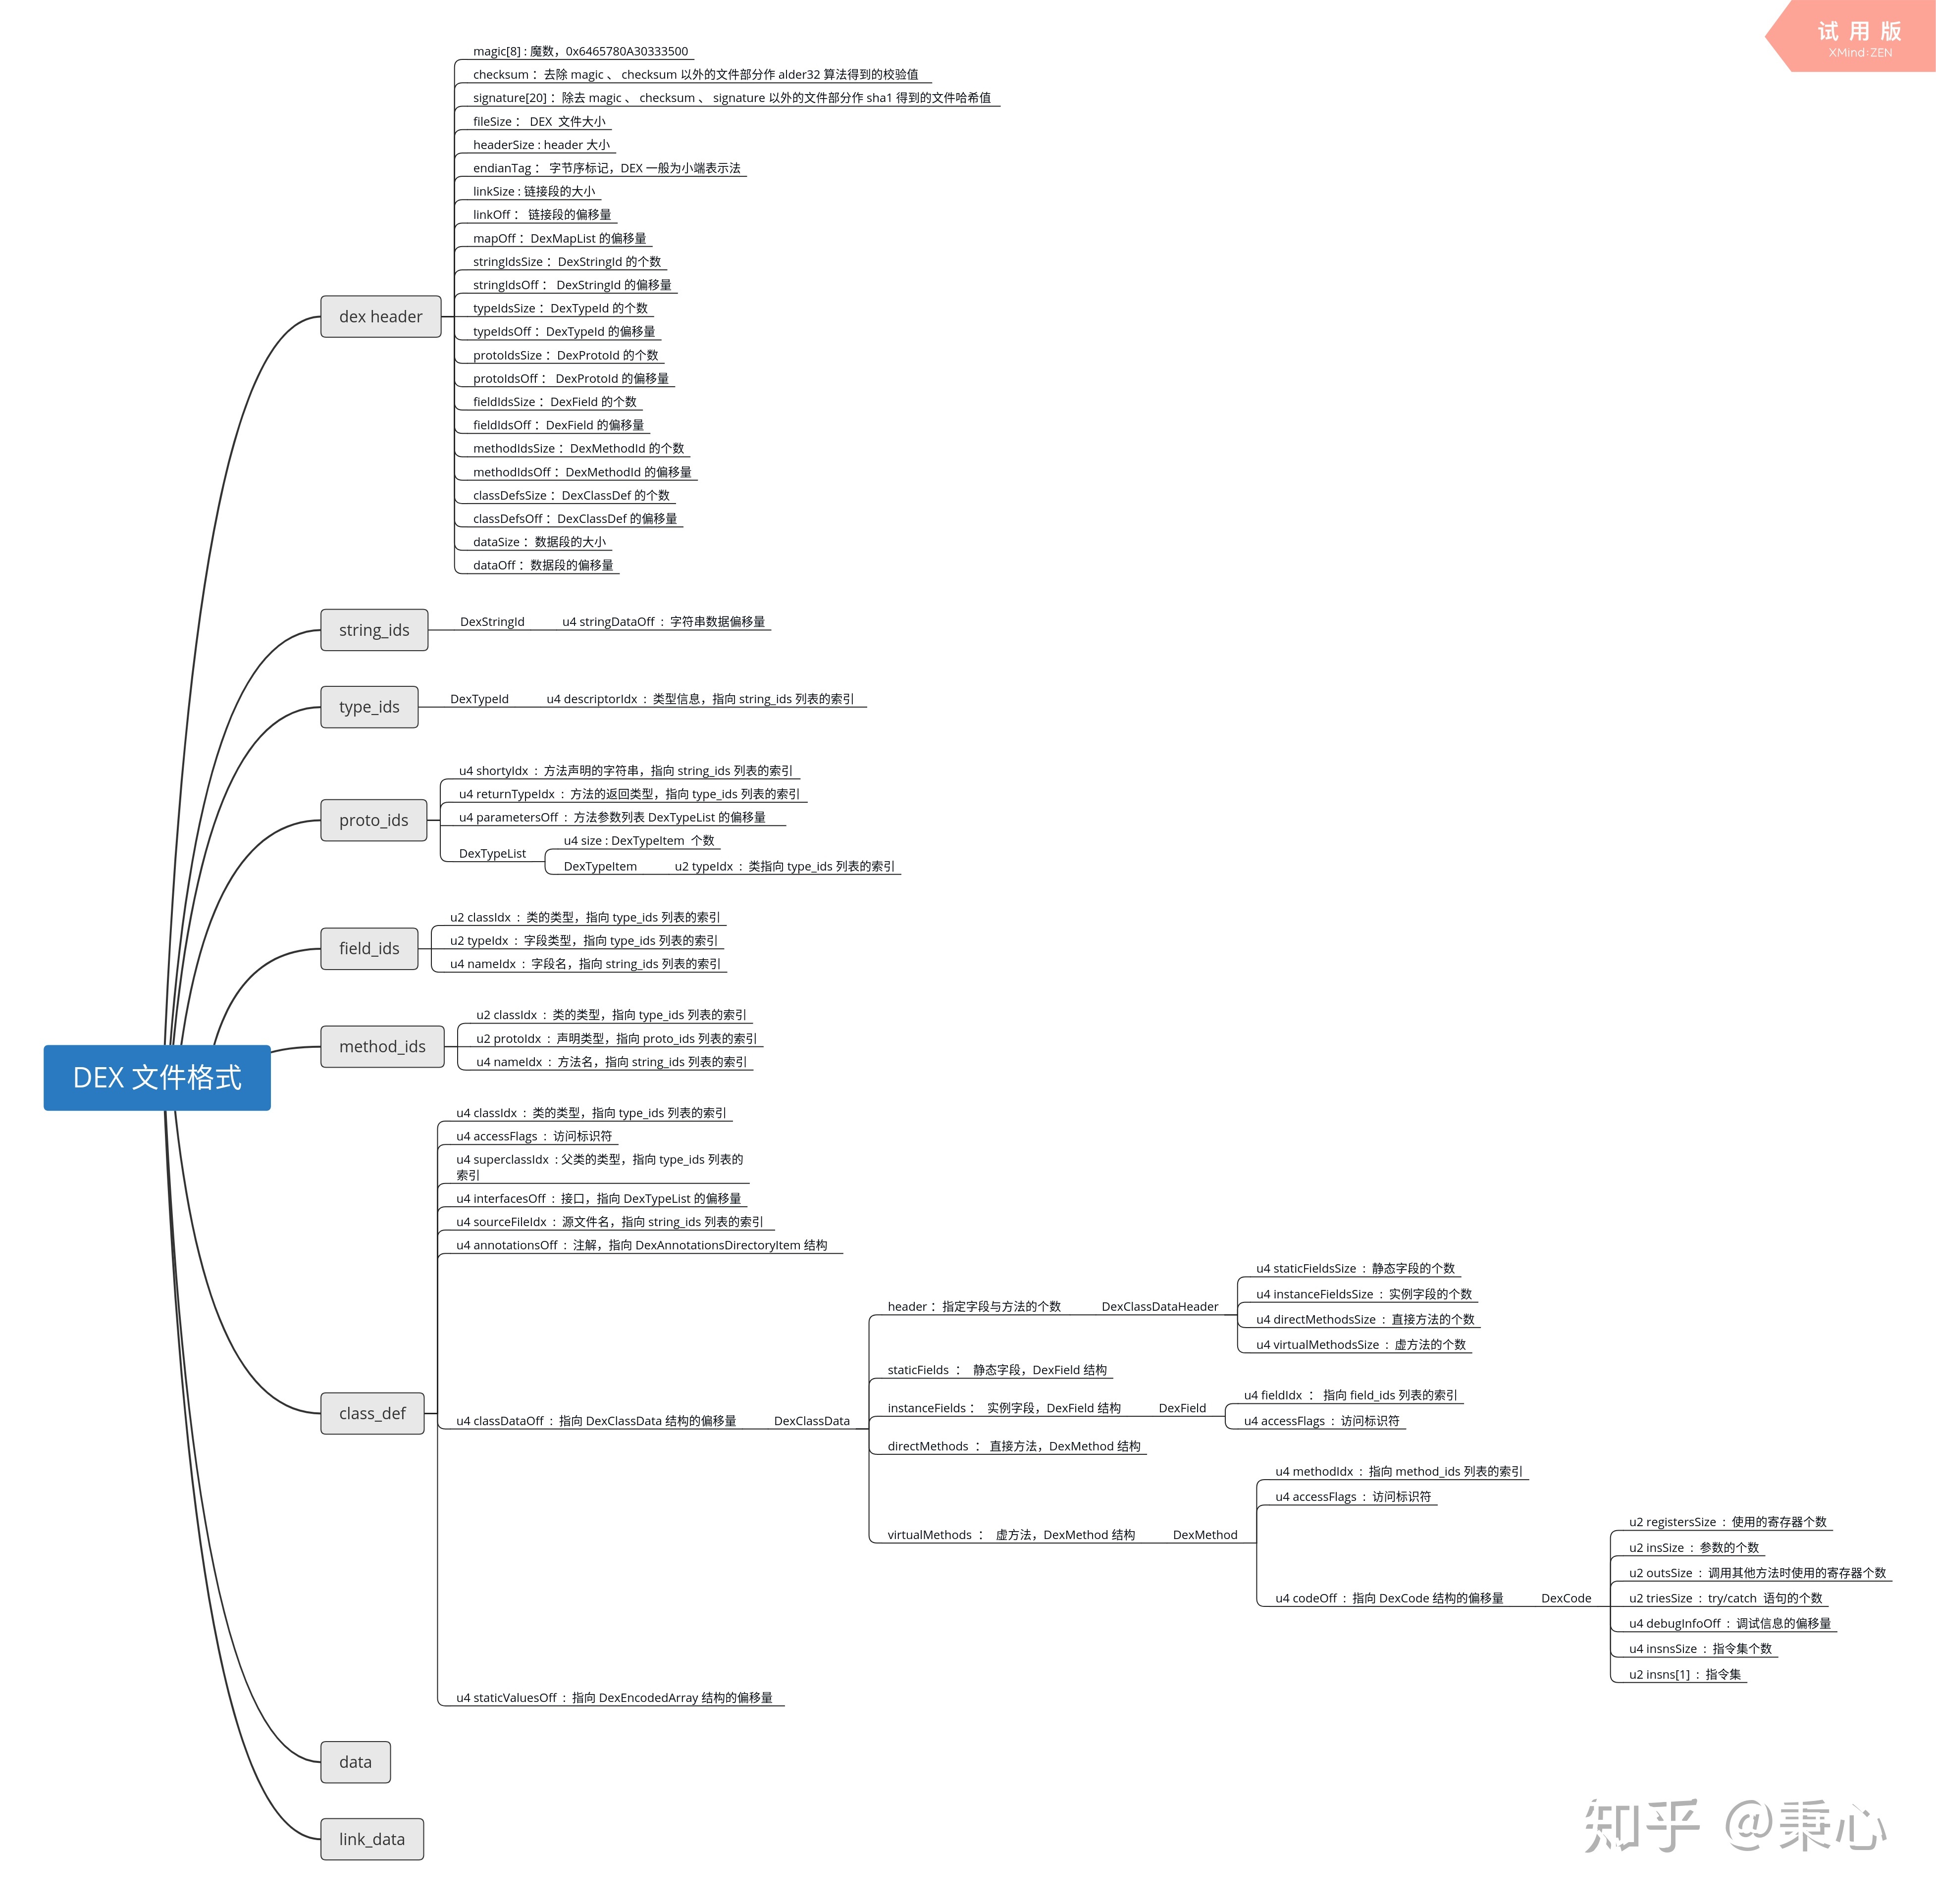 试 用 版
XMind:ZEN
magic[8] : 魔数，0x6465780A30333500
checksum ：去除 magic 、 checksum 以外的文件部分作 alder32 算法得到的校验值
signature[20] ：除去 magic 、 checksum 、 signature 以外的文件部分作 sha1 得到的文件哈希值
fileSize ： DEX 文件大小
headerSize : header 大小
endianTag ： 字节序标记，DEX 一般为小端表示法
linkSize : 链接段的大小
linkOff ： 链接段的偏移量
mapOff ：DexMapList 的偏移量
stringIdsSize ：DexStringId 的个数
stringIdsOff ： DexStringId 的偏移量
typeIdsSize ：DexTypeId 的个数
dex header
typeIdsOff ：DexTypeId 的偏移量
protoIdsSize ：DexProtoId 的个数
protoIdsOff ： DexProtoId 的偏移量
fieldIdsSize ：DexField 的个数
fieldIdsOff ：DexField 的偏移量
methodIdsSize ：DexMethodId 的个数
methodIdsOff ：DexMethodId 的偏移量
classDefsSize ：DexClassDef 的个数
classDefsOff ：DexClassDef 的偏移量
dataSize ：数据段的大小
dataOff ：数据段的偏移量
string_ids
DexStringId
u4 stringDataOff ：字符串数据偏移量
type_ids
DexTypeId
u4 descriptorIdx ：类型信息，指向 string_ids 列表的索引
proto_ids
u4 shortyIdx ：方法声明的字符串，指向 string_ids 列表的索引
u4 returnTypeIdx ：方法的返回类型，指向 type_ids 列表的索引
u4 parametersOff ：方法参数列表 DexTypeList 的偏移量
DexTypeList
u4 size : DexTypeItem 个数
DexTypeItem
u2 typeIdx ：类指向 type_ids 列表的索引
field_ids
u2 classIdx ：类的类型，指向 type_ids 列表的索引
u2 typeIdx ：字段类型，指向 type_ids 列表的索引
u4 nameIdx ：字段名，指向 string_ids 列表的索引
method_ids
u2 classIdx ：类的类型，指向 type_ids 列表的索引
u2 protoIdx ：声明类型，指向 proto_ids 列表的索引
u4 nameIdx ：方法名，指向 string_ids 列表的索引
DEX 文件格式
class_def
u4 classIdx ：类的类型，指向 type_ids 列表的索引
u4 accessFlags ：访问标识符
u4 superclassIdx : 父类的类型，指向 type_ids 列表的
索引
u4 interfacesOff ：接口，指向 DexTypeList 的偏移量
u4 sourceFileIdx ：源文件名，指向 string_ids 列表的索引
u4 annotationsOff ：注解，指向 DexAnnotationsDirectoryItem 结构
u4 classDataOff ：指向 DexClassData 结构的偏移量
DexClassData
header ：指定字段与方法的个数
DexClassDataHeader
u4 staticFieldsSize ：静态字段的个数
u4 instanceFieldsSize ：实例字段的个数
u4 directMethodsSize ：直接方法的个数
u4 virtualMethodsSize ：虚方法的个数
staticFields ： 静态字段，DexField 结构
instanceFields ： 实例字段，DexField 结构
DexField
u4 fieldIdx ： 指向 field_ids 列表的索引
u4 accessFlags ：访问标识符
directMethods ： 直接方法，DexMethod 结构
virtualMethods ： 虚方法，DexMethod 结构
DexMethod
u4 methodIdx ：指向 method_ids 列表的索引
u4 accessFlags ：访问标识符
u4 codeOff ：指向 DexCode 结构的偏移量
DexCode
u2 registersSize ：使用的寄存器个数
u2 insSize ：参数的个数
u2 outsSize ：调用其他方法时使用的寄存器个数
u2 triesSize ：try/catch 语句的个数
u4 debugInfoOff ：调试信息的偏移量
u4 insnsSize ：指令集个数
u2 insns[1] ：指令集
u4 staticValuesOff ：指向 DexEncodedArray 结构的偏移量
data
link_data
知乎 @秉心